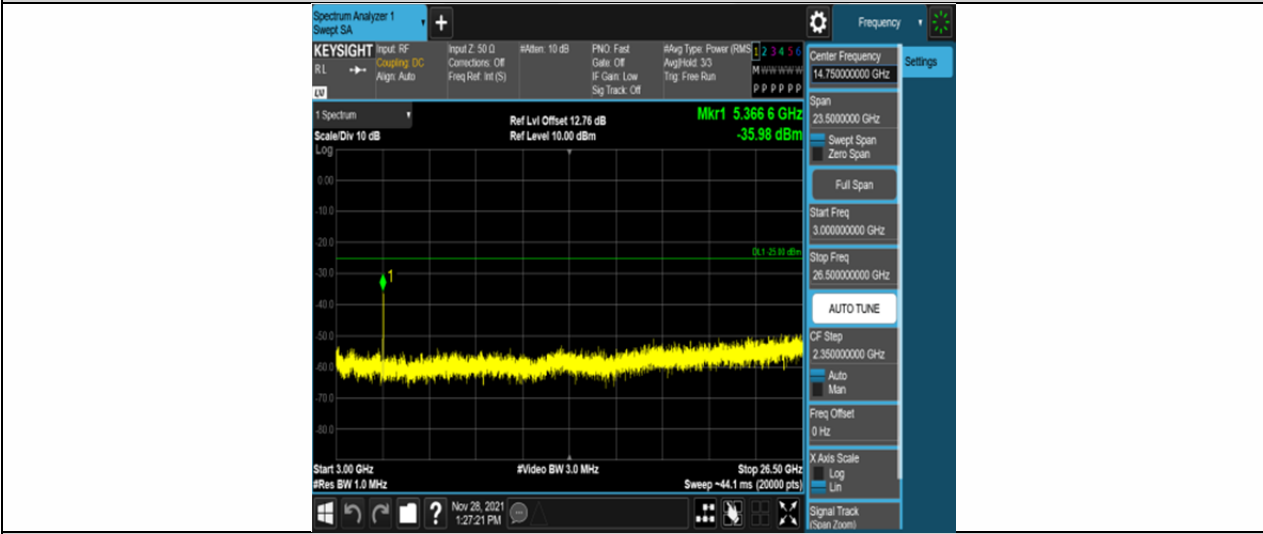 Spectrum Analyzer 1
Swept SA
Frequency
KEYSIGHT
RL
LV
Input: RF
Coupling: DC
Align: Auto
Input Z: 50 Ω
Corrections: Off
Freq Ref: Int (S)
#Atten: 10 dB
PNO: Fast
Gate: Off
IF Gain: Low
Sig Track: Off
#Avg Type: Power (RMS
Avg|Hold: 3/3
Trig: Free Run
1 2 3 4 5 6
M W W W W W
P P P P P P
1 Spectrum
Scale/Div 10 dB
Log
Ref Lvl Offset 12.76 dB
Ref Level 10.00 dBm
Mkr1 5.366 6 GHz
-35.98 dBm
0.00
-10.0
-20.0
-30.0
-40.0
-50.0
-60.0
-70.0
-80.0
1
Start 3.00 GHz
#Res BW 1.0 MHz
#Video BW 3.0 MHz
Stop 26.50 GHz
Sweep ~44.1 ms (20000 pts)
?
Nov 28, 2021
1:27:21 PM
Center Frequency
14.750000000 GHz
Span
23.5000000 GHz
Swept Span
Zero Span
Full Span
Start Freq
3.000000000 GHz
Stop Freq
26.500000000 GHz
AUTO TUNE
CF Step
2.350000000 GHz
Auto
Man
Freq Offset
0 Hz
X Axis Scale
Log
Lin
Signal Track
(Span Zoom)
Settings